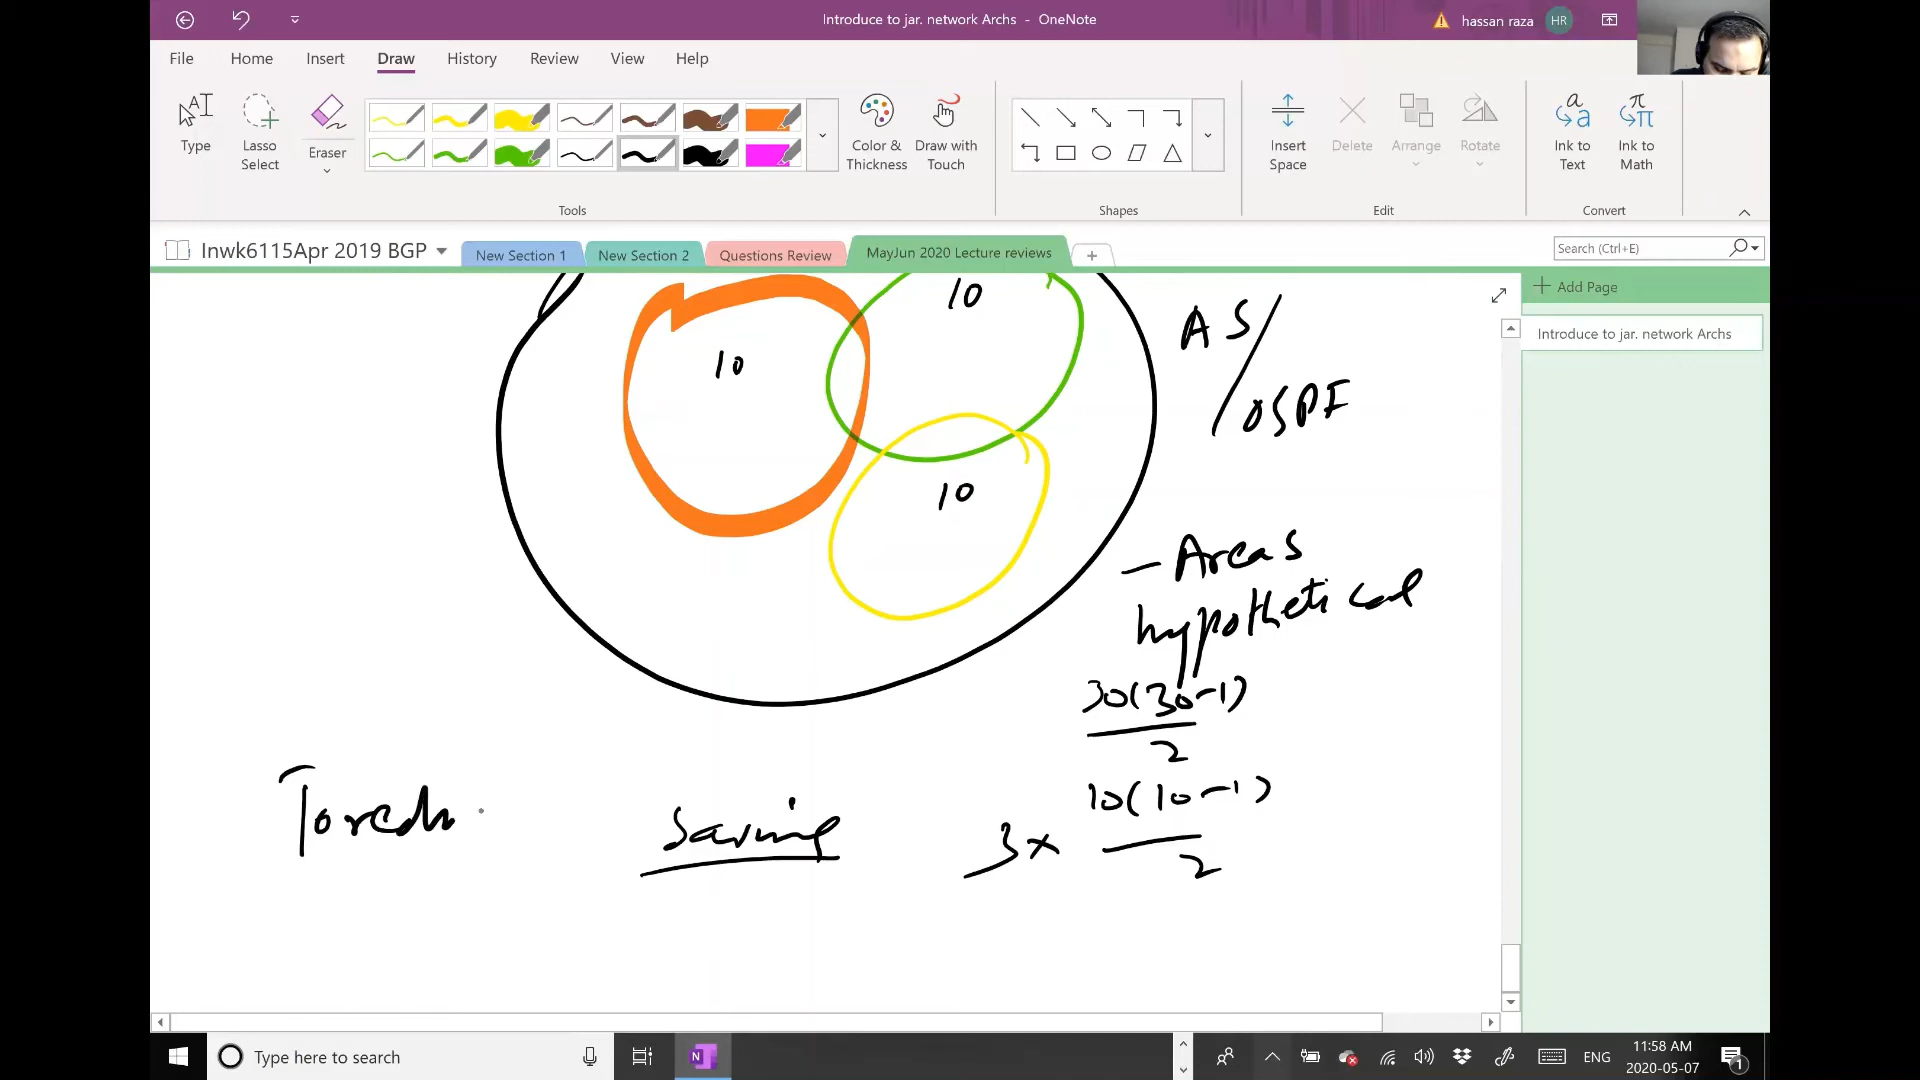 Introduce to jar. network Archs - OneNote
hassan raza HR
File Home Insert Draw History Review View Help
Type
Lasso Select
Eraser
Color & Thickness
Draw with Touch
Insert Space
Delete
Arrange
Rotate
Ink to Text
Ink to Math
Tools
Shapes
Edit
Convert
Inwk6115Apr 2019 BGP
New Section 1
New Section 2
Questions Review
MayJun 2020 Lecture reviews
Search (Ctrl+E)
Add Page
Introduce to jar. network Archs
10
10
10
AS/
OSPF
- Areas
hypothetical
30(30-1)
2
10(10-1)
3x
2
Saving
Type here to search
ENG
11:58 AM
2020-05-07
1